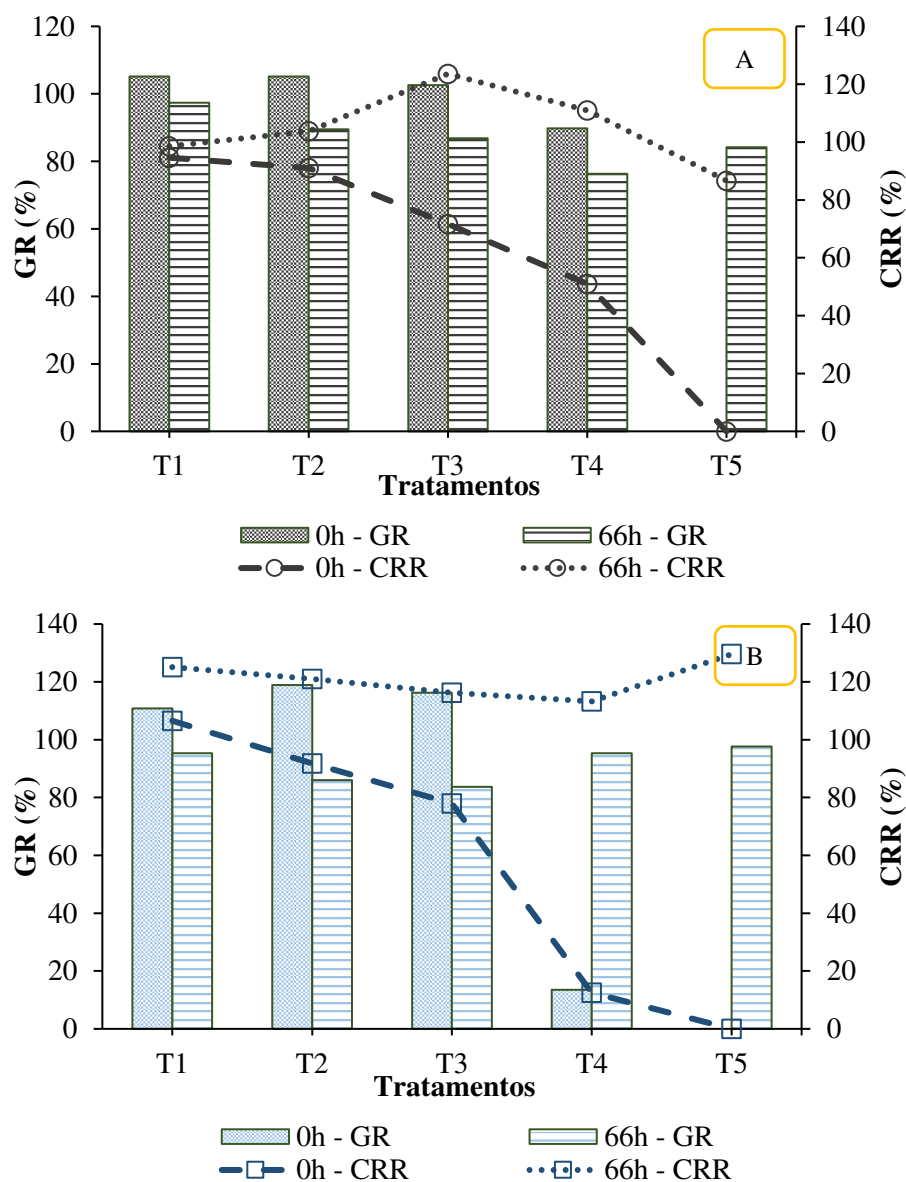 A
120
100
80
60
40
20
0
GR (%)
140
120
100
80
60
40
20
0
CRR (%)
T1 T2 T3 T4 T5
Tratamentos
0h - GR 66h - GR
0h - CRR 66h - CRR
B
140
120
100
80
60
40
20
0
GR (%)
140
120
100
80
60
40
20
0
CRR (%)
T1 T2 T3 T4 T5
Tratamentos
0h - GR 66h - GR
0h - CRR 66h - CRR